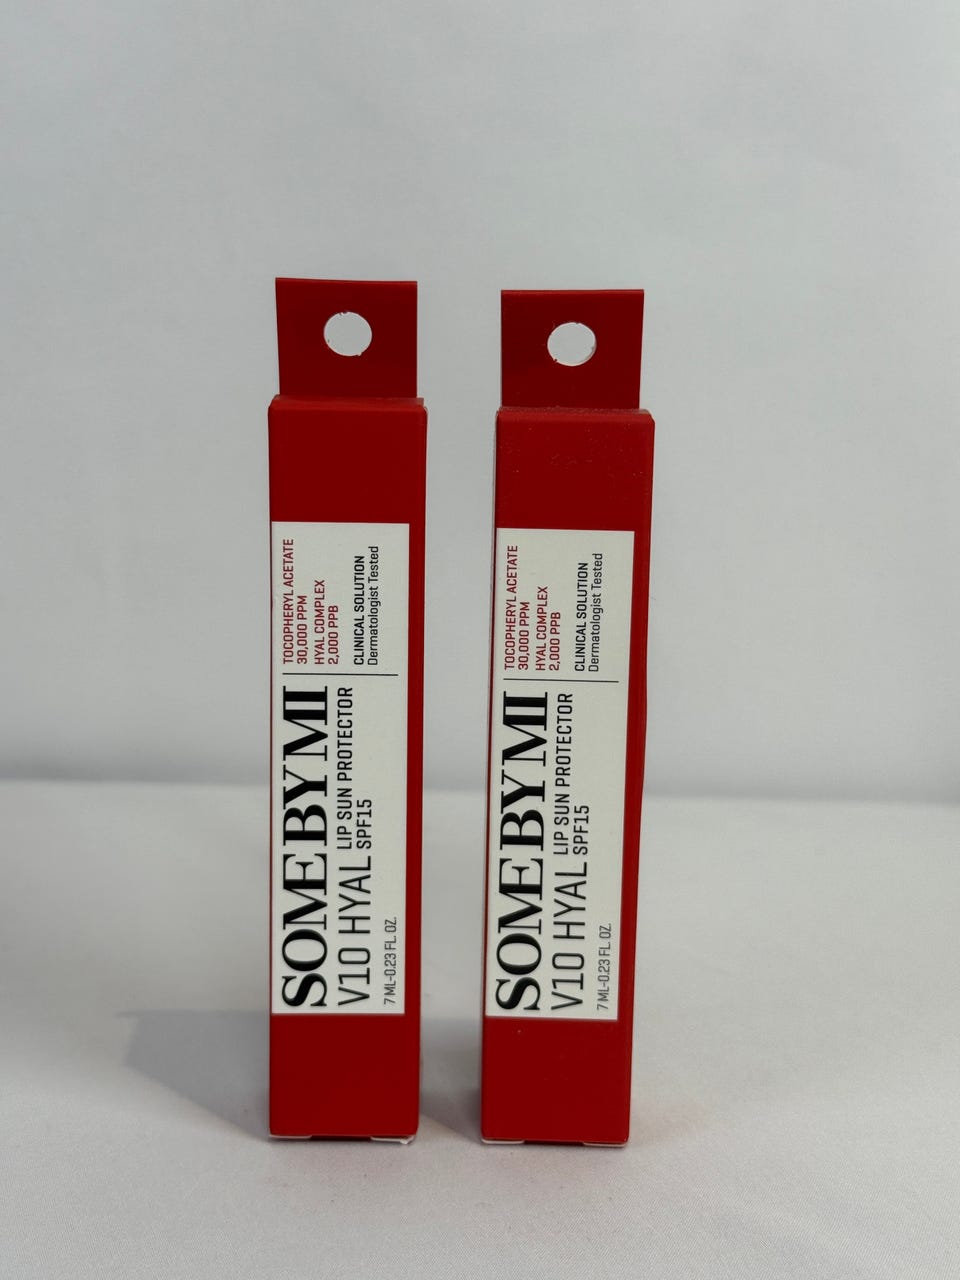 SOME BY MI
V10 HYAL LIP SUN PROTECTOR
SPF15
7 ML-0.23 FL. OZ.
TOCOPHERYL ACETATE
30,000 PPM
HYAL COMPLEX
2,000 PPB
CLINICAL SOLUTION
Dermatologist Tested
SOME BY MI
V10 HYAL LIP SUN PROTECTOR
SPF15
7 ML-0.23 FL. OZ.
TOCOPHERYL ACETATE
30,000 PPM
HYAL COMPLEX
2,000 PPB
CLINICAL SOLUTION
Dermatologist Tested